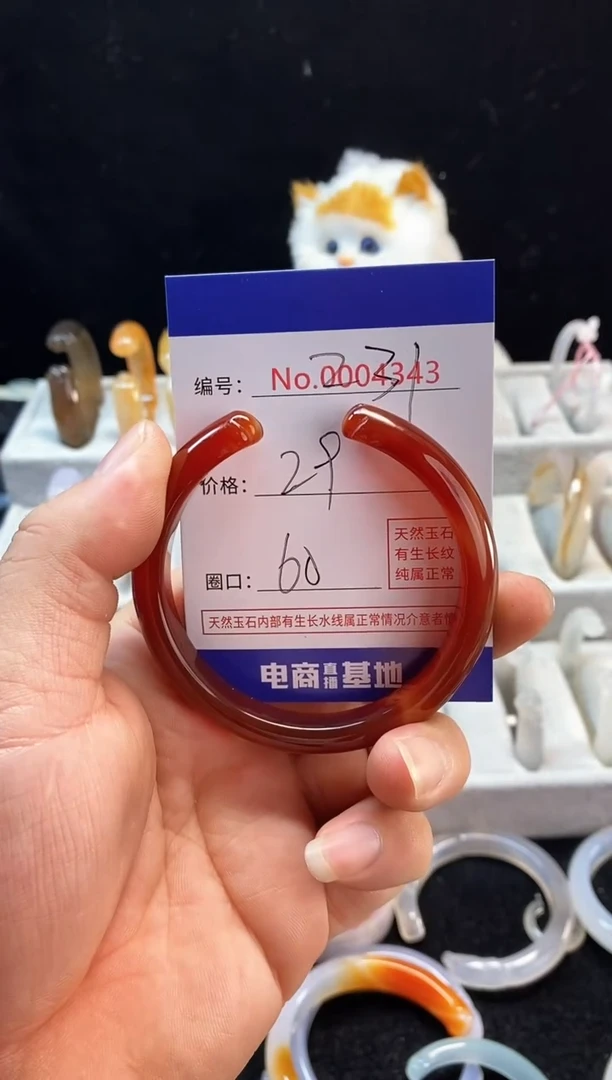 编号: No.0004343 231
价格: 29
圈口: 60
天然玉石
有生长纹
纯属正常
天然玉石内部有生长水线属正常情况介意者慎
电商直播基地